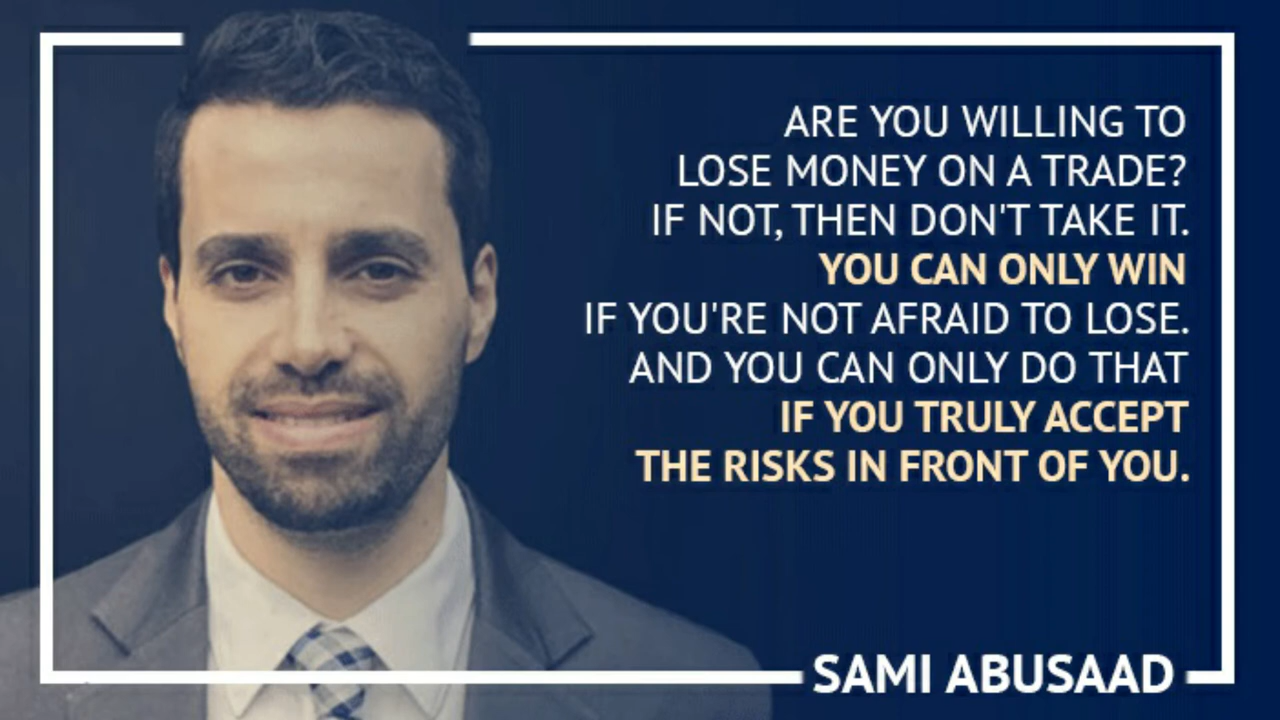 ARE YOU WILLING TO
LOSE MONEY ON A TRADE?
IF NOT, THEN DON'T TAKE IT.
YOU CAN ONLY WIN
IF YOU'RE NOT AFRAID TO LOSE.
AND YOU CAN ONLY DO THAT
IF YOU TRULY ACCEPT
THE RISKS IN FRONT OF YOU.
SAMI ABUSAAD